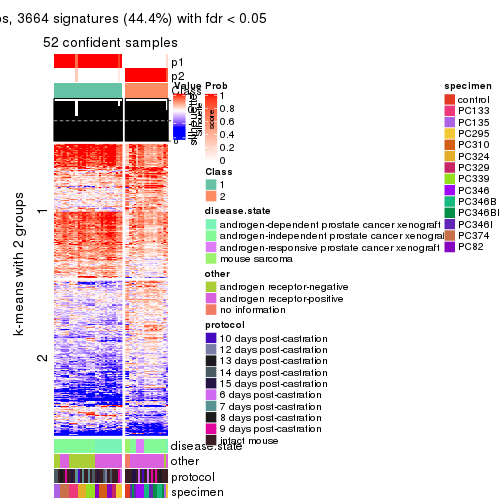 s, 3664 signatures (44.4%) with fdr < 0.05
52 confident samples
p1
p2
Class
silhouette
score
k-means with 2 groups
1
2
disease.state
other
protocol
specimen
Value
Prob
1
0.8
0.6
0.4
0.2
0
Class
1
2
disease.state
androgen-dependent prostate cancer xenograft
androgen-independent prostate cancer xenograft
androgen-responsive prostate cancer xenograft
mouse sarcoma
other
androgen receptor-negative
androgen receptor-positive
no information
protocol
10 days post-castration
12 days post-castration
13 days post-castration
14 days post-castration
15 days post-castration
6 days post-castration
7 days post-castration
8 days post-castration
9 days post-castration
intact mouse
specimen
control
PC133
PC135
PC295
PC310
PC324
PC329
PC339
PC346
PC346B
PC346BI
PC346I
PC374
PC82